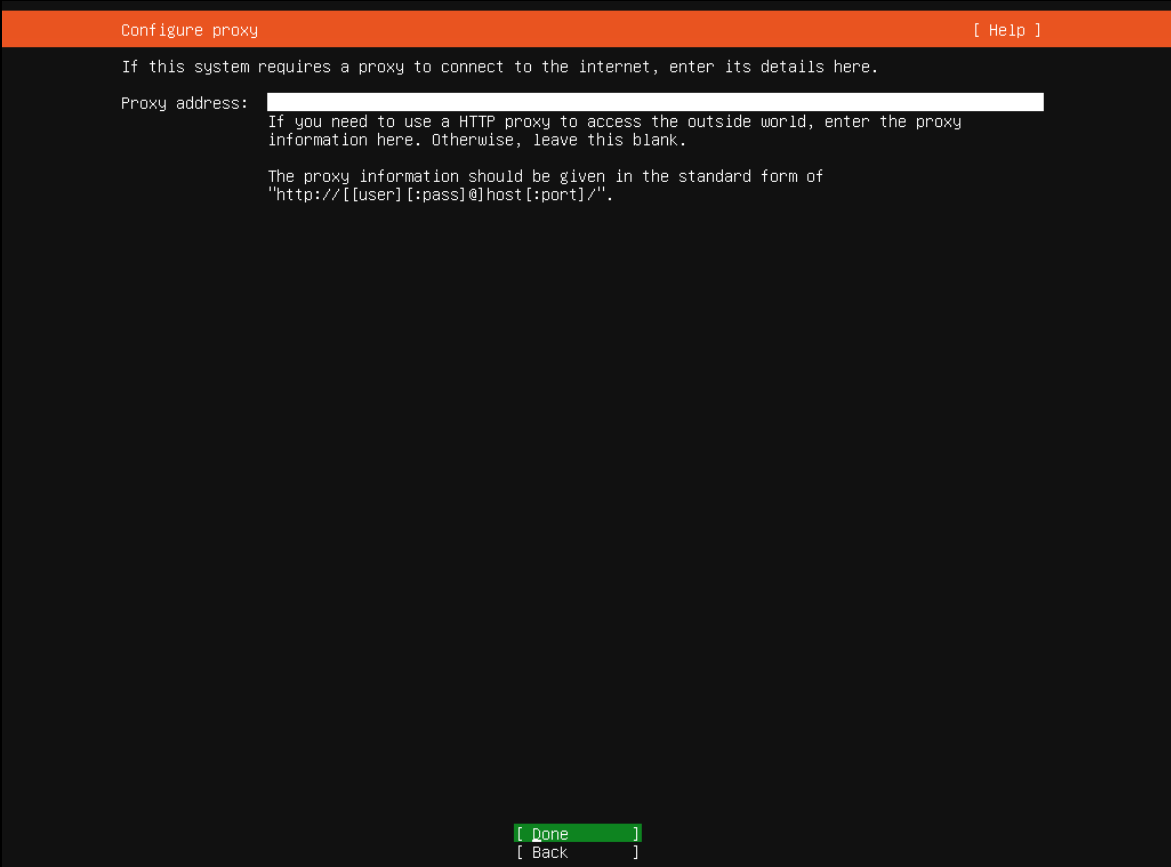 Configure proxy [ Help ]
If this system requires a proxy to connect to the internet, enter its details here.
Proxy address:
If you need to use a HTTP proxy to access the outside world, enter the proxy
information here. Otherwise, leave this blank.
The proxy information should be given in the standard form of
"http://[[user][:pass]@]host[:port]/".
[ Done ]
[ Back ]